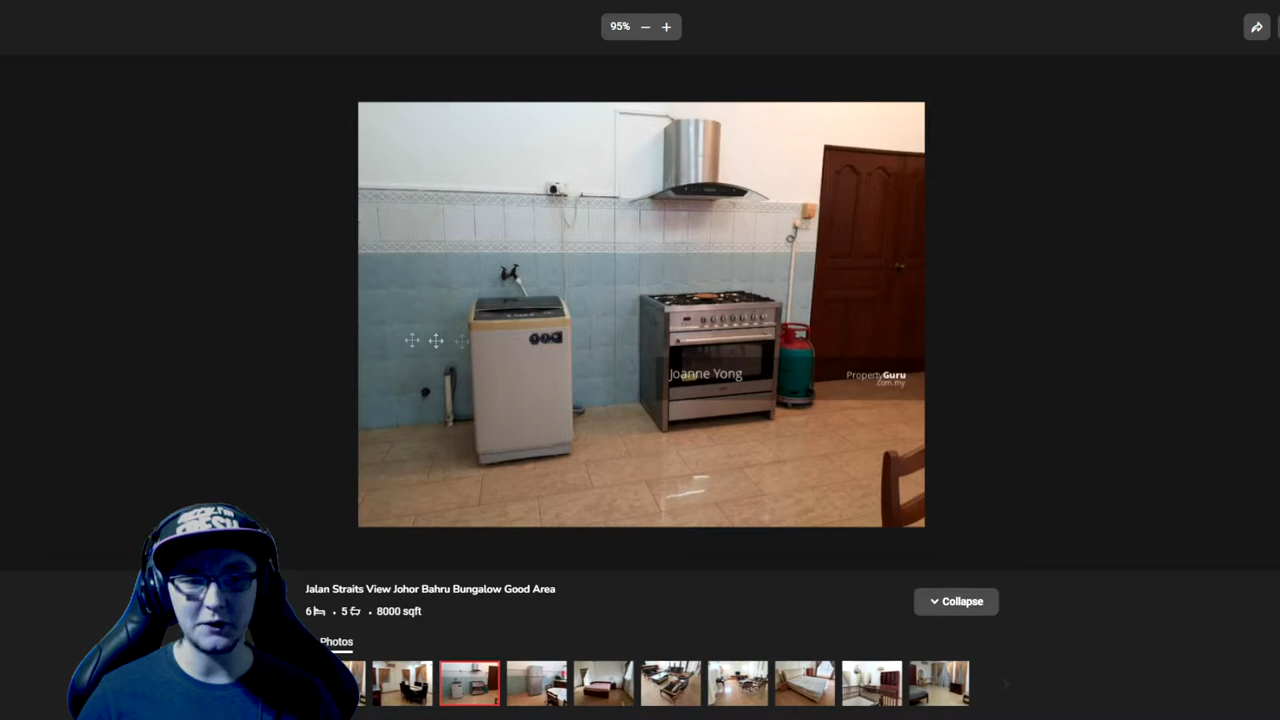 95%
Joanne Yong
PropertyGuru
.com.my
FRESH
Jalan Straits View Johor Bahru Bungalow Good Area
6 5 8000 sqft
Collapse
Photos